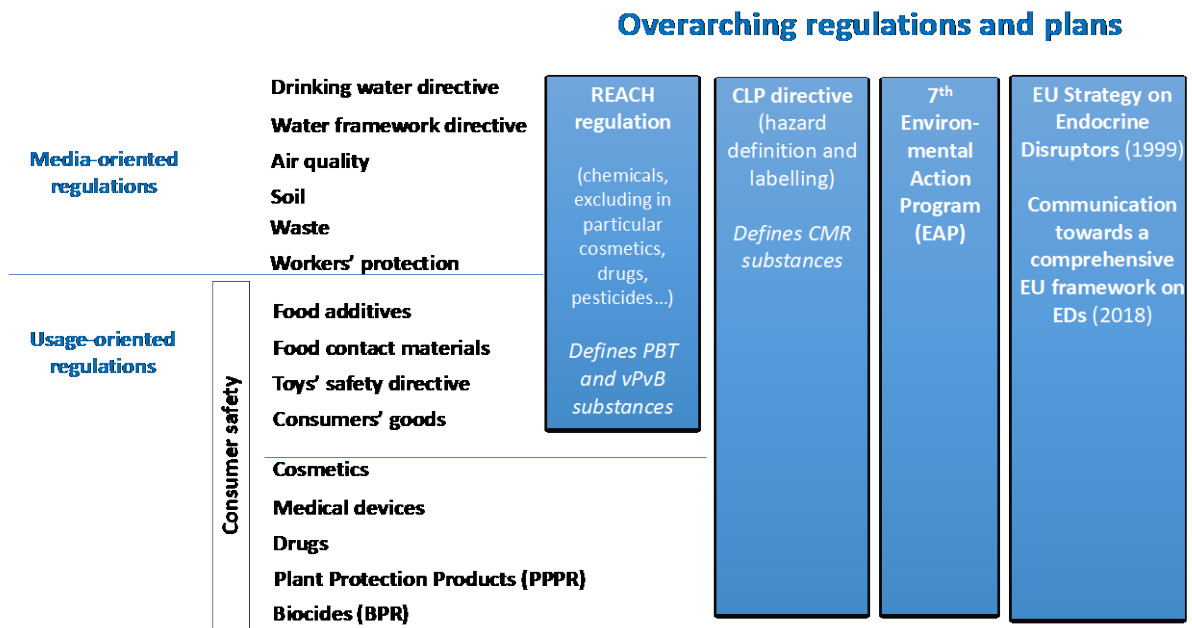 Overarching regulations and plans
Media-oriented
regulations
Drinking water directive
Water framework directive
Air quality
Soil
Waste
Workers' protection
Usage-oriented
regulations
Consumer safety
Food additives
Food contact materials
Toys' safety directive
Consumers' goods
Cosmetics
Medical devices
Drugs
Plant Protection Products (PPPR)
Biocides (BPR)
REACH
regulation
(chemicals,
excluding in
particular
cosmetics,
drugs,
pesticides...)
Defines PBT
and vPvB
substances
CLP directive
(hazard
definition and
labelling)
Defines CMR
substances
7th
Environ-
mental
Action
Program
(EAP)
EU Strategy on
Endocrine
Disruptors (1999)
Communication
towards a
comprehensive
EU framework on
EDs (2018)